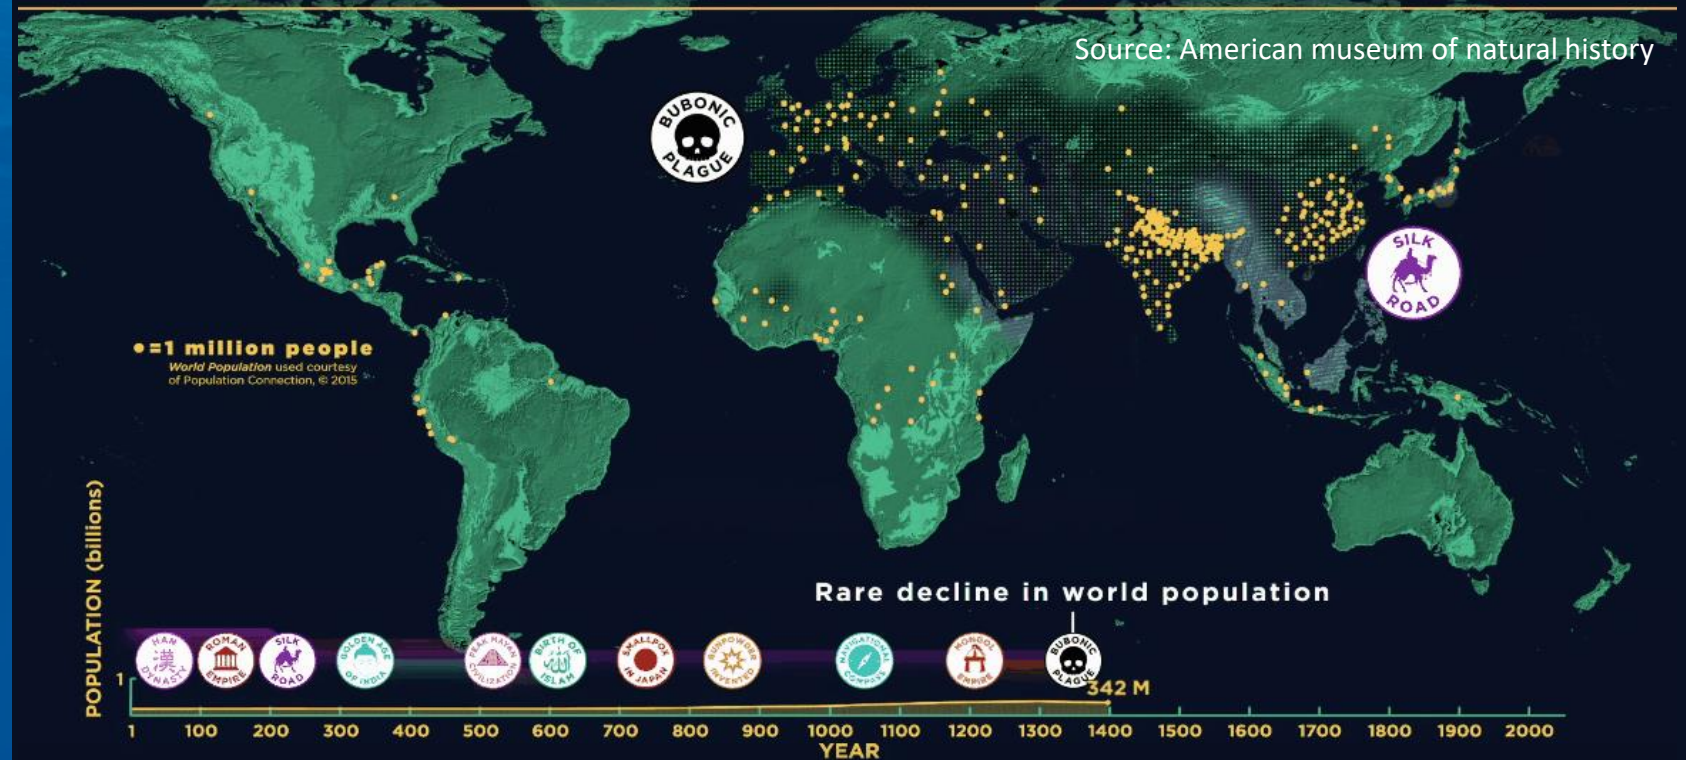 Source: American museum of natural history
BUBONIC
PLAGUE
SILK
ROAD
=1 million people
World Population used courtesy
of Population Connection, © 2015
POPULATION (billions)
Rare decline in world population
HAN
漢
DYNASTY
ROMAN
EMPIRE
SILK
ROAD
GOLDEN AGE
OF INDIA
PEAK MAYAN
CIVILIZATION
BIRTH OF
ISLAM
SMALLPOX
IN JAPAN
GUNPOWDER
INVENTED
NAVIGATIONAL
COMPASS
MONGOL
EMPIRE
BUBONIC
PLAGUE
342 M
1
1 100 200 300 400 500 600 700 800 900 1000 1100 1200 1300 1400 1500 1600 1700 1800 1900 2000
YEAR